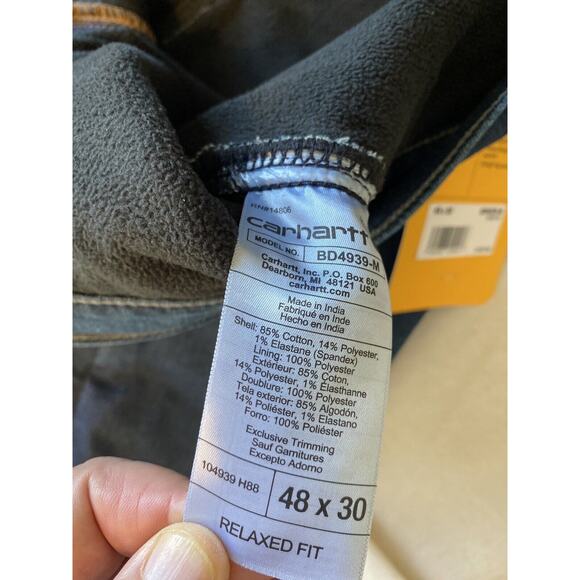 RN#14806
carhartt
MODEL NO. BD4939-M
Carhartt, Inc. P.O. Box 600
Dearborn, MI 48121 USA
carhartt.com
Made in India
Fabriqué en Inde
Hecho en India
Shell: 85% Cotton, 14% Polyester,
1% Elastane (Spandex)
Lining: 100% Polyester
Extérieur: 85% Coton,
14% Polyester, 1% Élasthanne
Doublure: 100% Polyester
Tela exterior: 85% Algodón,
14% Poliéster, 1% Elastano
Forro: 100% Poliéster
Exclusive Trimming
Sauf Garnitures
Excepto Adorno
104939 H88
48 x 30
RELAXED FIT